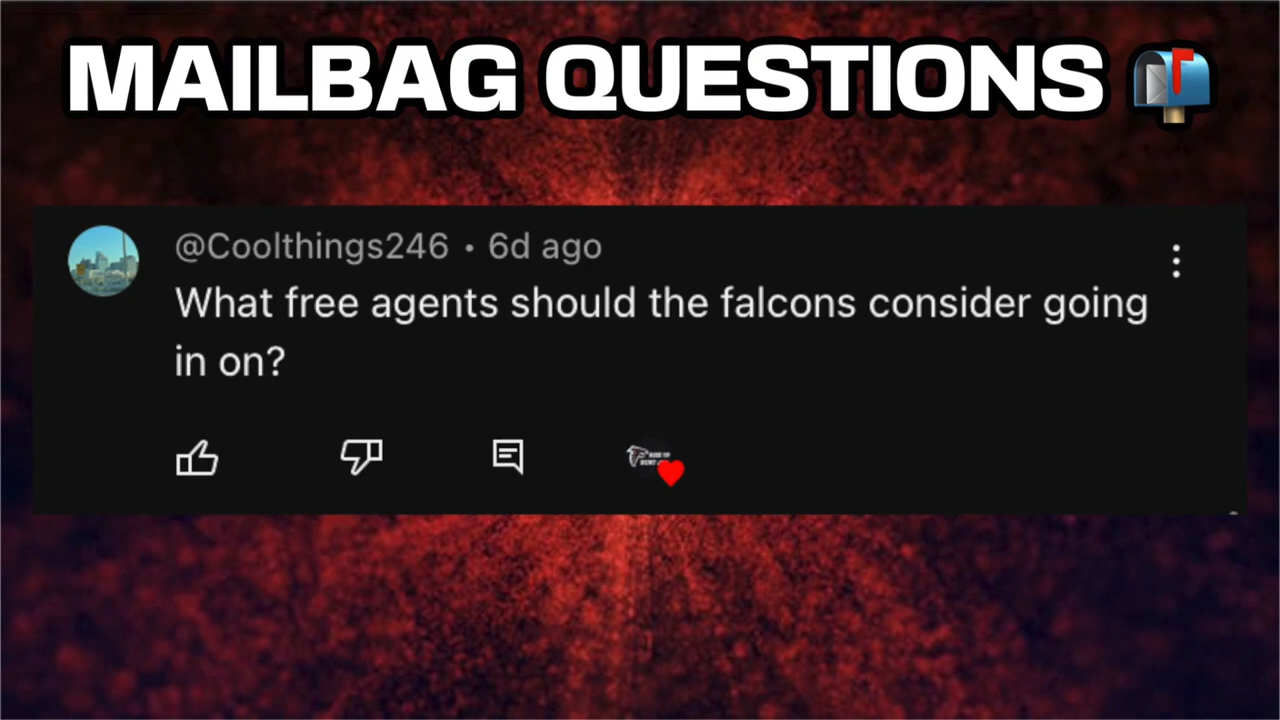 MAILBAG QUESTIONS
@Coolthings246 • 6d ago
What free agents should the falcons consider going
in on?